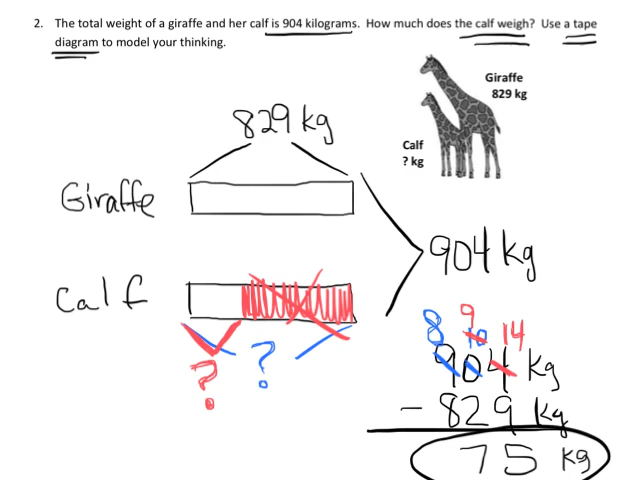 2. The total weight of a giraffe and her calf is 904 kilograms. How much does the calf weigh? Use a tape
diagram to model your thinking.
Giraffe
829 kg
829 kg
Calf
? kg
Giraffe
904 kg
Calf
? ?
8 9 10 14
904 kg
- 829 kg
75 kg